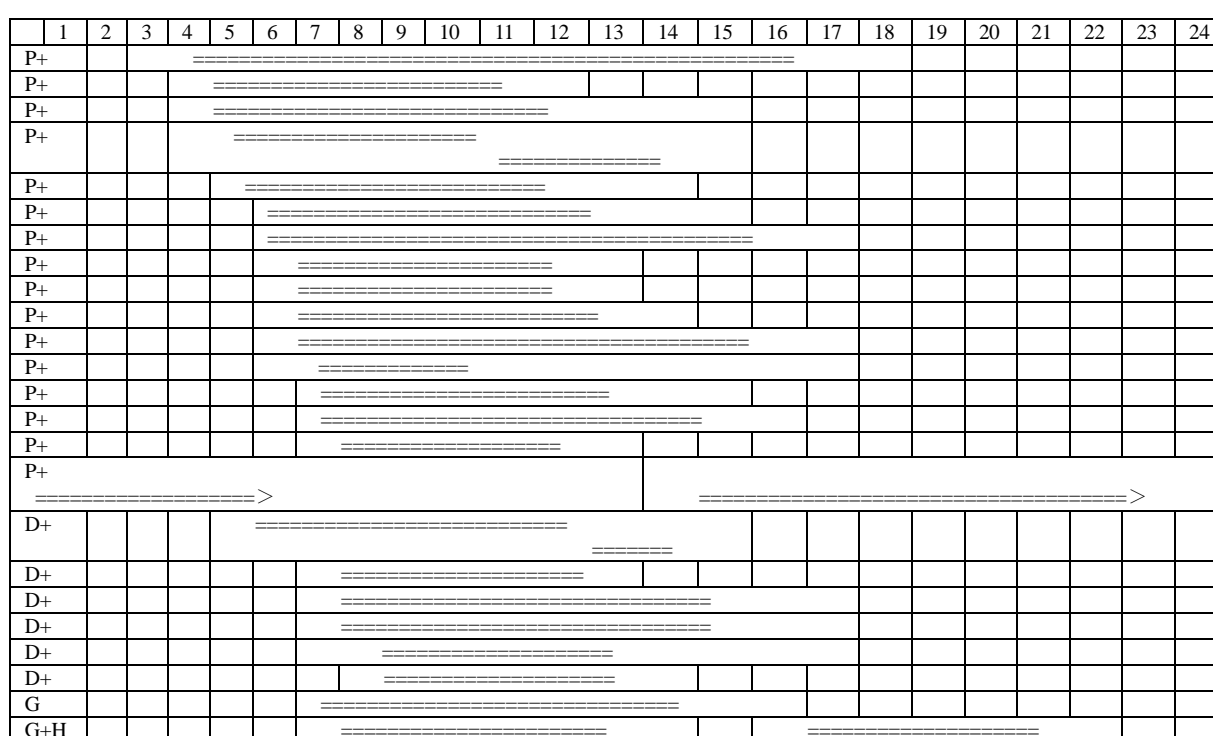 1 2 3 4 5 6 7 8 9 10 11 12 13 14 15 16 17 18 19 20 21 22 23 24
P+ ==================================================
P+ =========================
P+ =============================
P+ =====================
==============
P+ ==========================
P+ ============================
P+ ==========================================
P+ ======================
P+ ======================
P+ ==========================
P+ =======================================
P+ =============
P+ =========================
P+ =================================
P+ ===================
P+
===================> =====================================>
D+ ===========================
=======
D+ =====================
D+ ================================
D+ ================================
D+ ====================
D+ ====================
G ===============================
G+H ======================= ====================